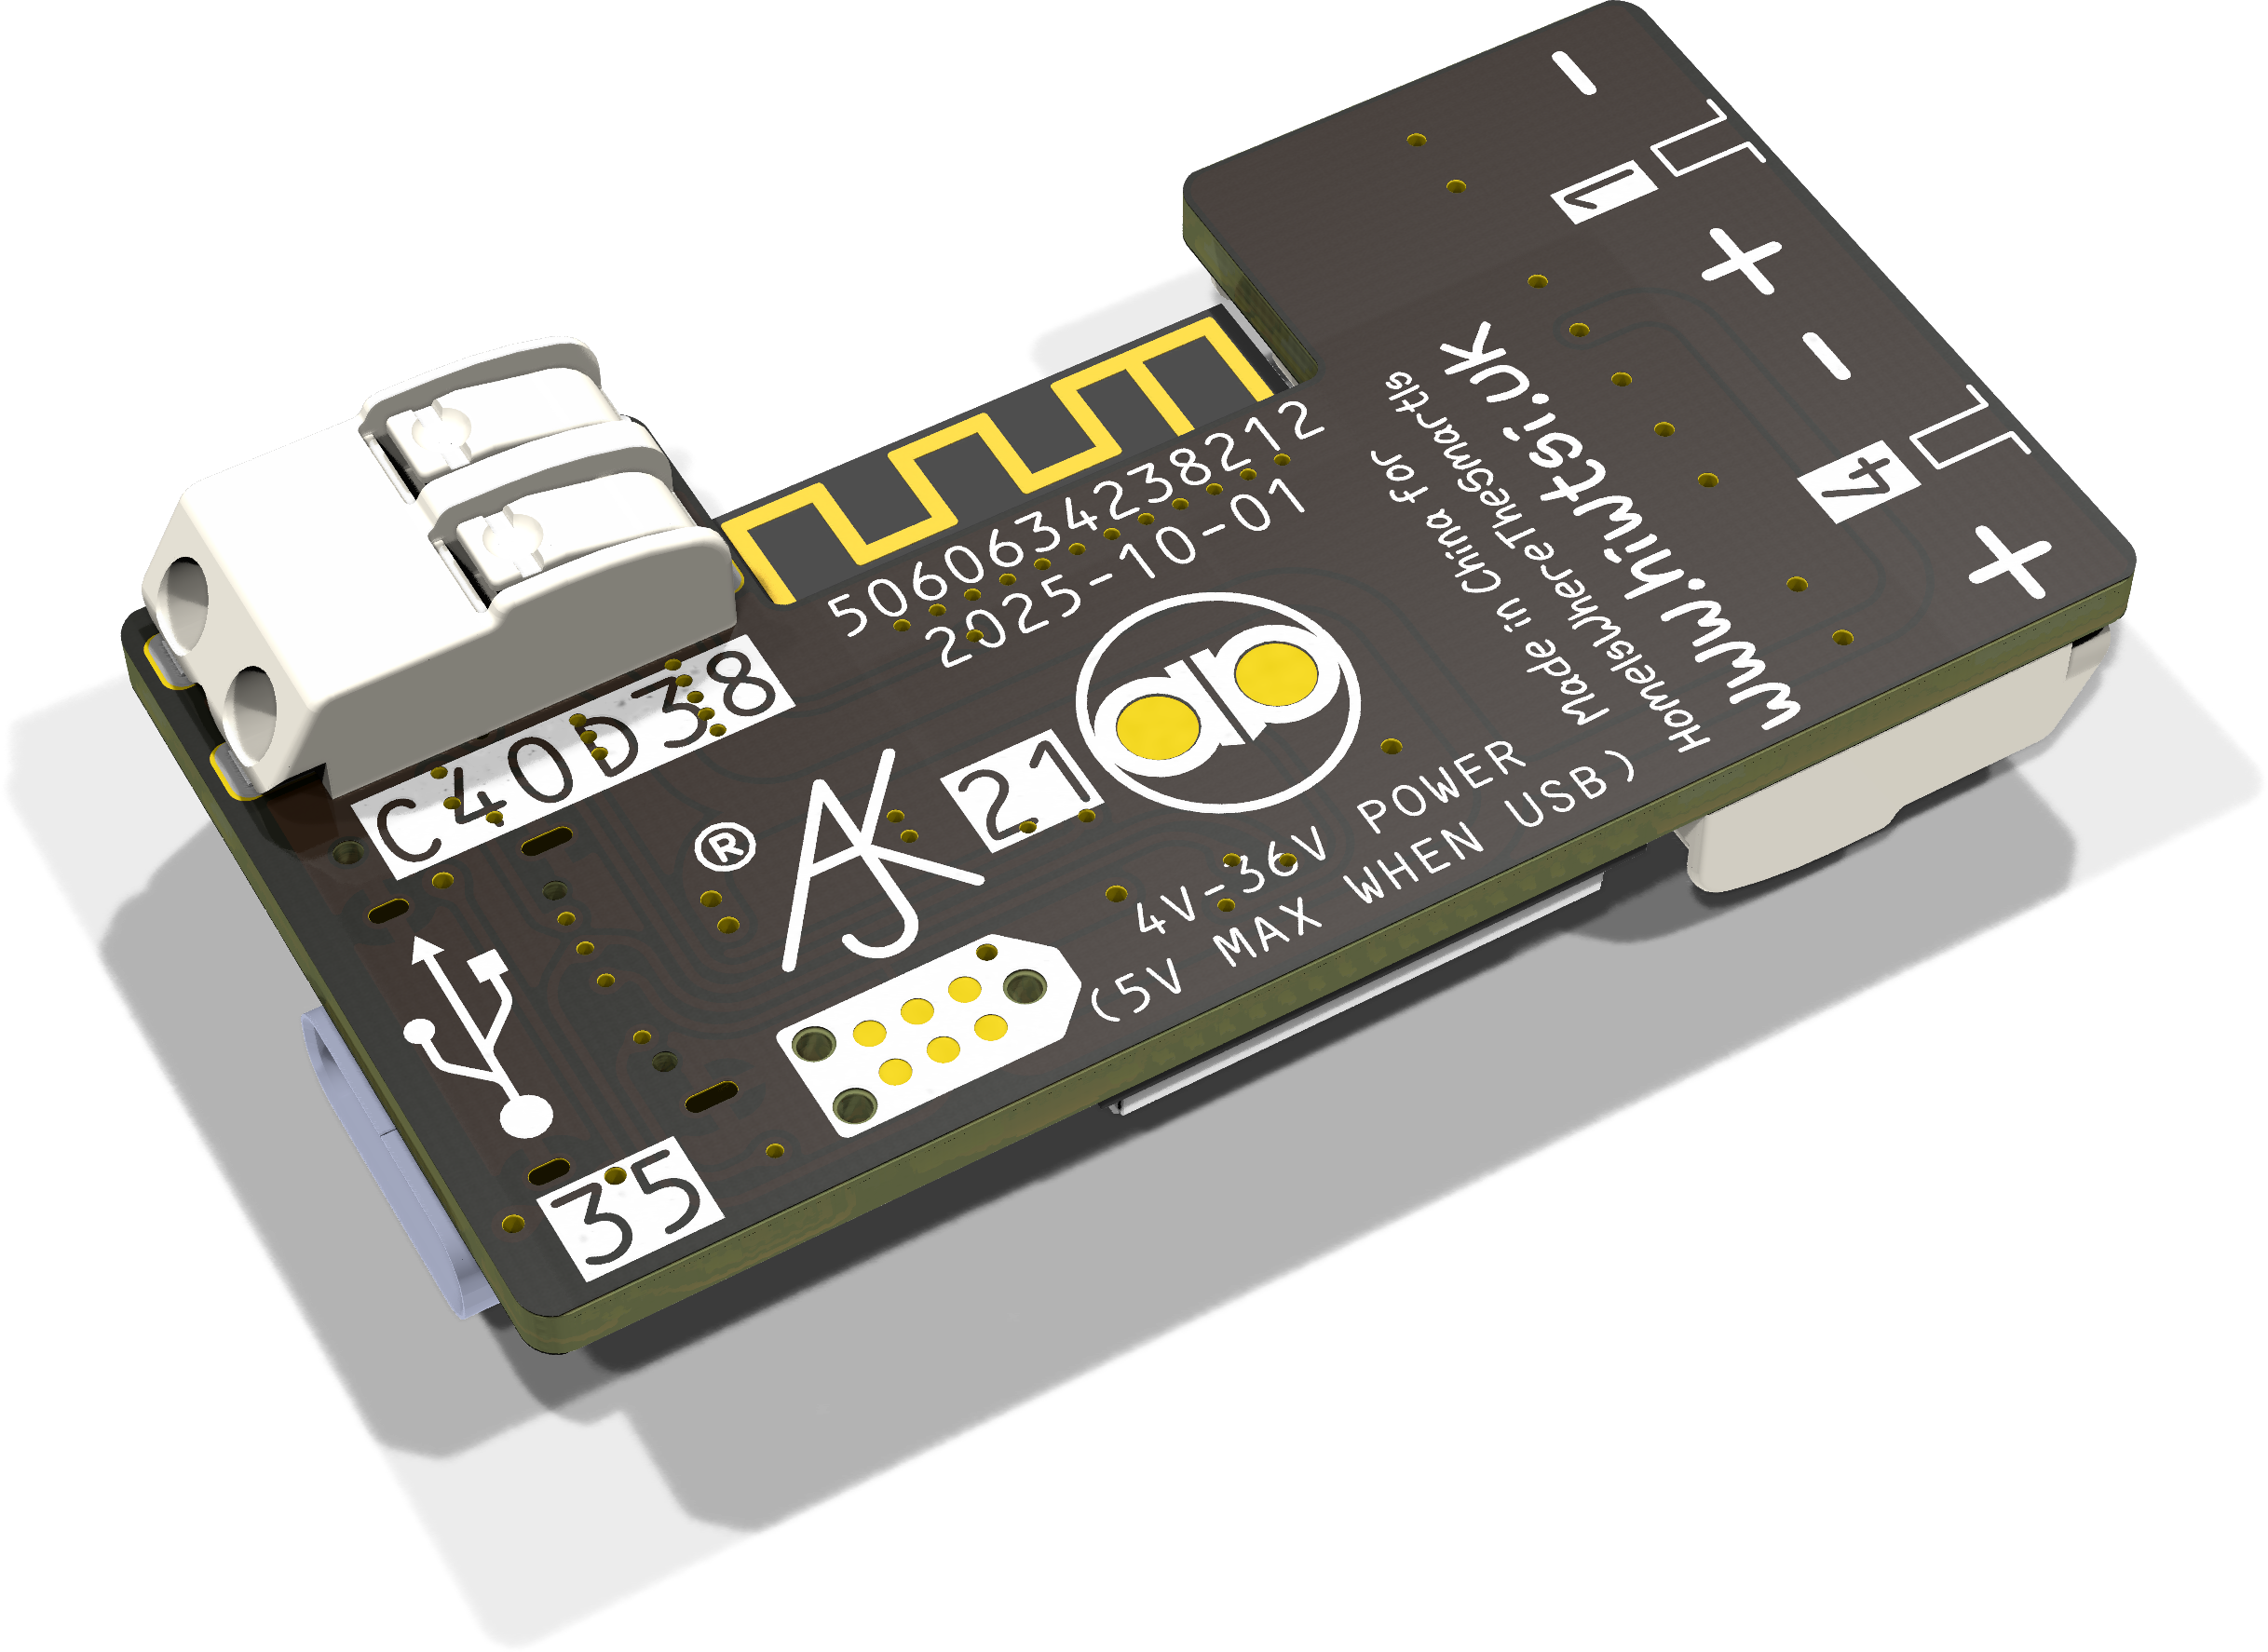 5060634238212
2025-10-01
C40D38
® AJK
21
4V-36V POWER
(5V MAX WHEN USB)
35
Made in China for
HomeIsWhereTheSmartIs
www.hiwtsi.uk
-
1
+
-
4
+